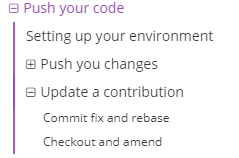 Push your code
Setting up your environment
Push you changes
Update a contribution
Commit fix and rebase
Checkout and amend